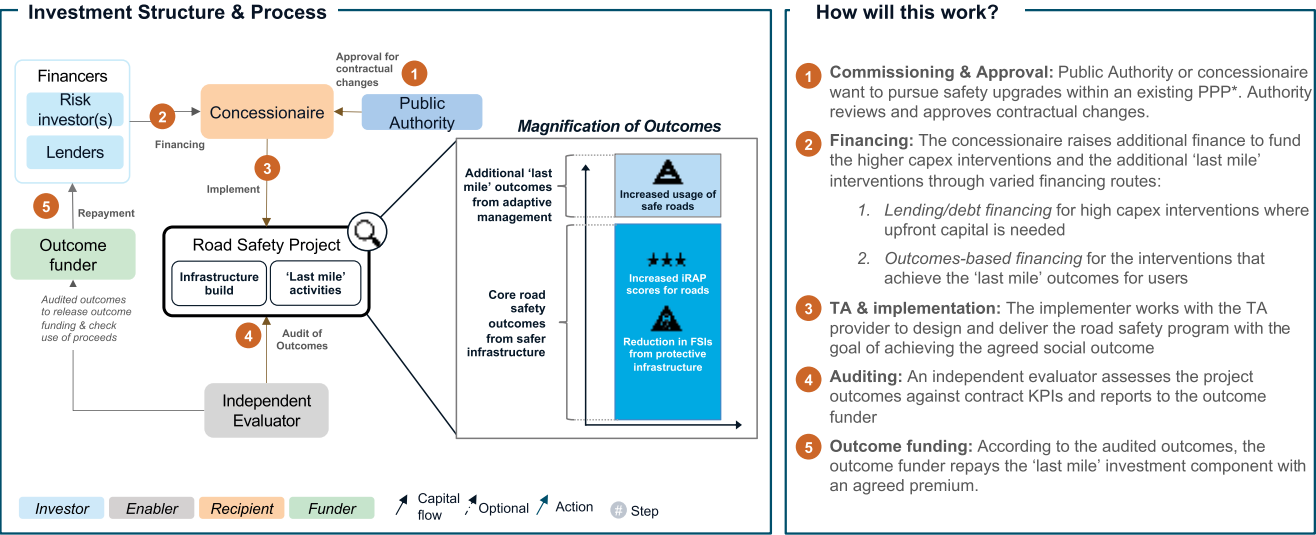 Investment Structure & Process
Approval for
contractual
changes
1
Financers
Risk
investor(s)
Lenders
2
Financing
Concessionaire
Public
Authority
3
Implement
5
Repayment
Outcome
funder
Audited outcomes
to release outcome
funding & check
use of proceeds
Road Safety Project
Infrastructure
build
‘Last mile’
activities
4
Audit of
Outcomes
Independent
Evaluator
Magnification of Outcomes
Additional ‘last
mile’ outcomes
from adaptive
management
Increased usage of
safe roads
Core road
safety
outcomes
from safer
infrastructure
Increased iRAP
scores for roads
Reduction in FSIs
from protective
infrastructure
Investor
Enabler
Recipient
Funder
Capital
flow
Optional
Action
# Step
How will this work?
1 Commissioning & Approval: Public Authority or concessionaire
want to pursue safety upgrades within an existing PPP*. Authority
reviews and approves contractual changes.
2 Financing: The concessionaire raises additional finance to fund
the higher capex interventions and the additional ‘last mile’
interventions through varied financing routes:
1. Lending/debt financing for high capex interventions where
upfront capital is needed
2. Outcomes-based financing for the interventions that
achieve the ‘last mile’ outcomes for users
3 TA & implementation: The implementer works with the TA
provider to design and deliver the road safety program with the
goal of achieving the agreed social outcome
4 Auditing: An independent evaluator assesses the project
outcomes against contract KPIs and reports to the outcome
funder
5 Outcome funding: According to the audited outcomes, the
outcome funder repays the ‘last mile’ investment component with
an agreed premium.